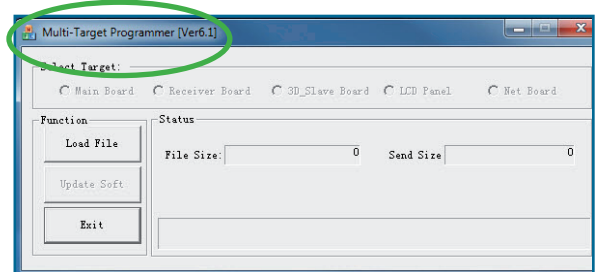 Multi-Target Programmer [Ver6.1]
Select Target:
Main Board Receiver Board 3D_Slave Board LCD Panel Net Board
Function
Status
Load File
File Size: 0 Send Size 0
Update Soft
Exit